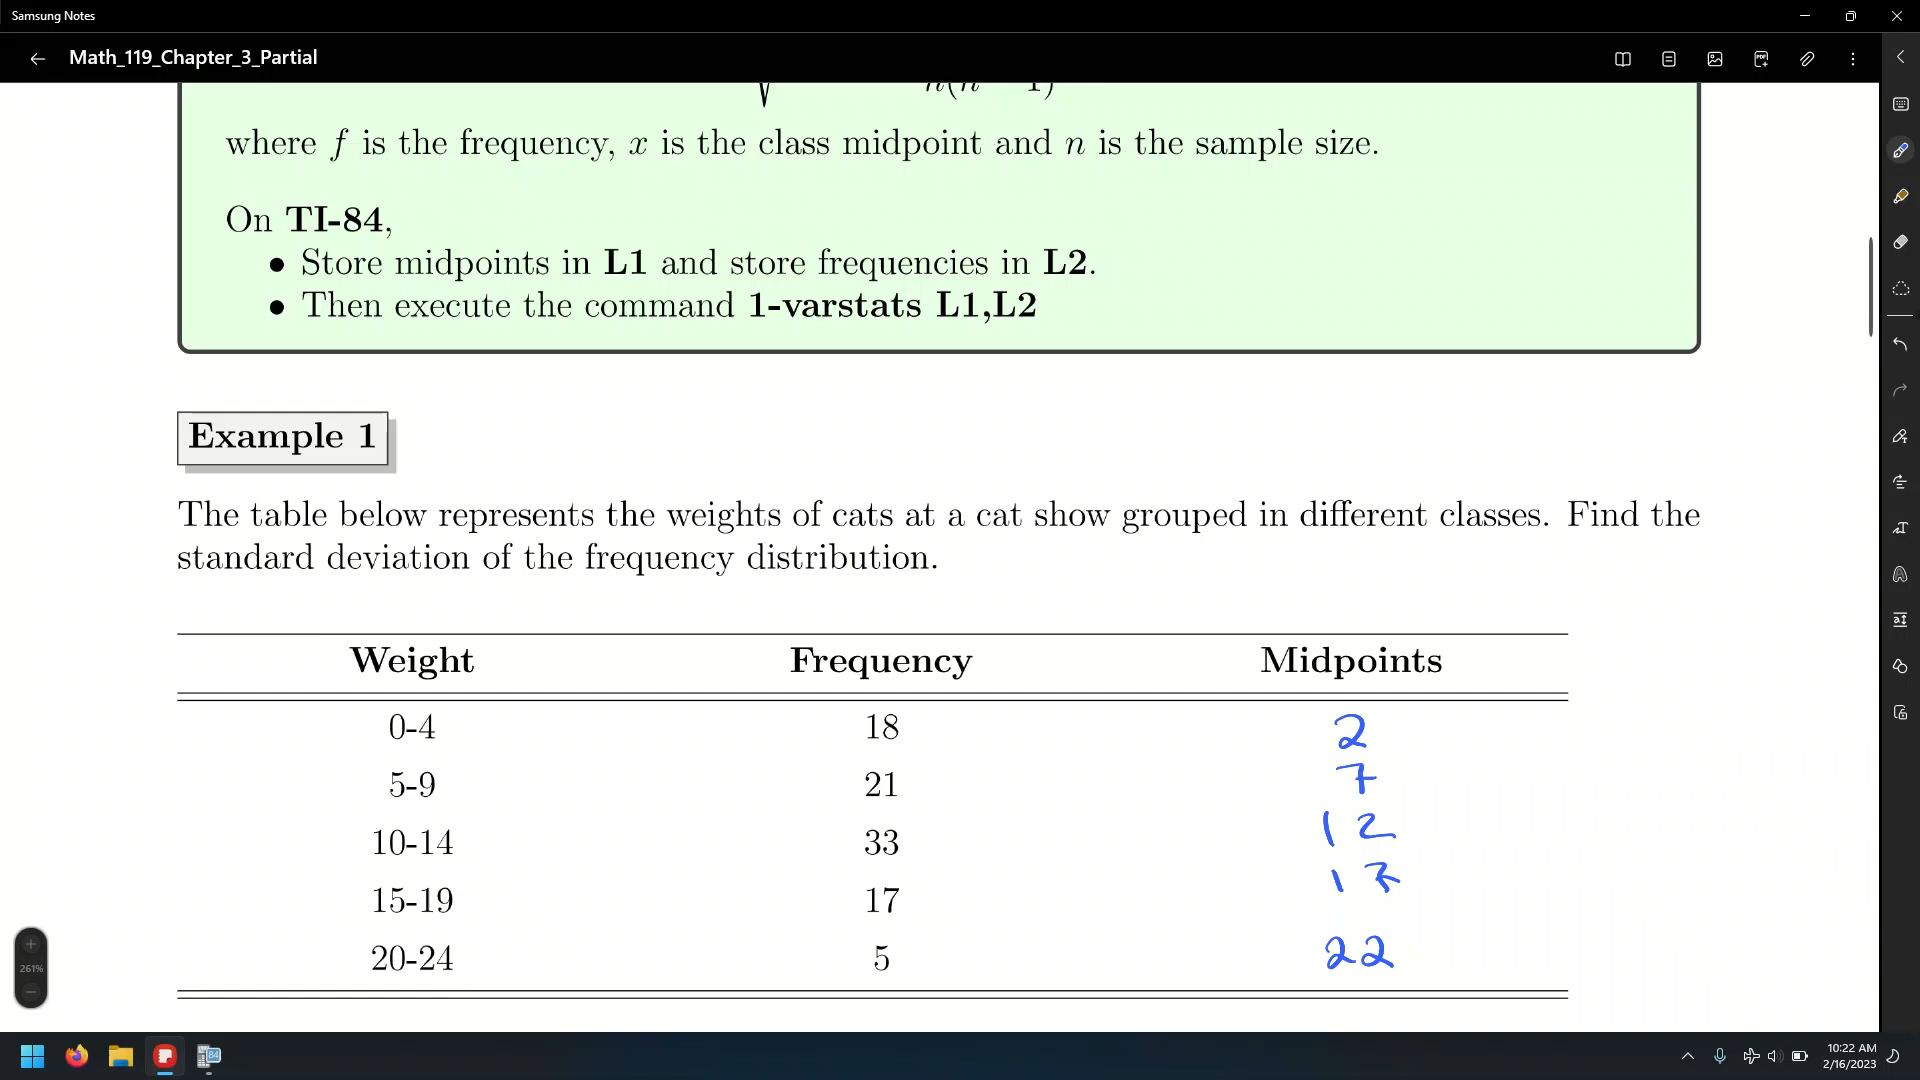 Samsung Notes
Math_119_Chapter_3_Partial
n(n − 1)
where f is the frequency, x is the class midpoint and n is the sample size.
On TI-84,
• Store midpoints in L1 and store frequencies in L2.
• Then execute the command 1-varstats L1,L2
Example 1
The table below represents the weights of cats at a cat show grouped in different classes. Find the
standard deviation of the frequency distribution.
Weight Frequency Midpoints
0-4 18 2
5-9 21 7
10-14 33 12
15-19 17 17
20-24 5 22
261%
10:22 AM
2/16/2023